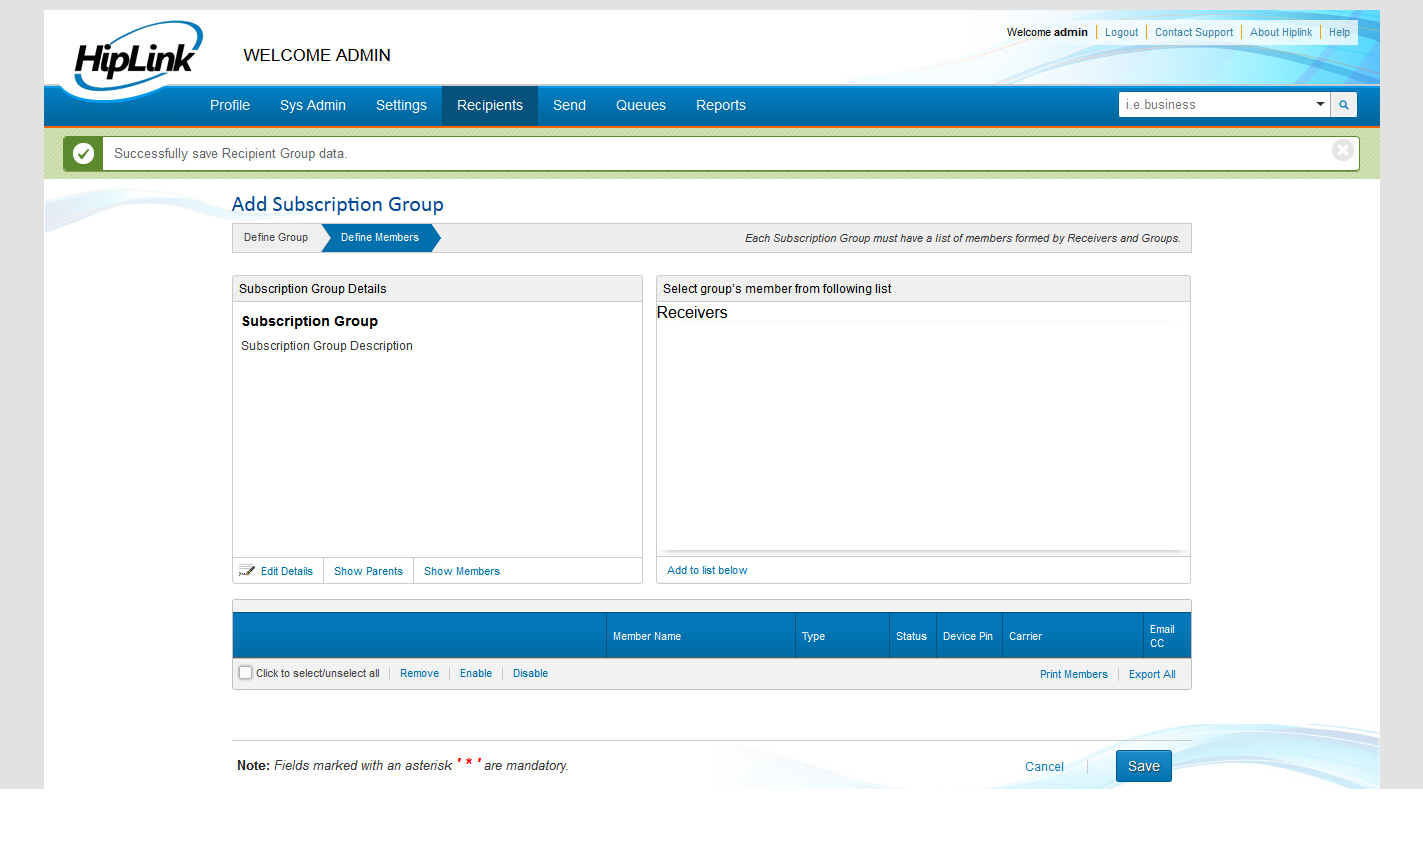 HipLink
WELCOME ADMIN
Welcome admin Logout Contact Support About Hiplink Help
Profile Sys Admin Settings Recipients Send Queues Reports i.e.business
Successfully save Recipient Group data.
Add Subscription Group
Define Group Define Members Each Subscription Group must have a list of members formed by Receivers and Groups.
Subscription Group Details
Subscription Group
Subscription Group Description
Edit Details Show Parents Show Members
Select group's member from following list
Receivers
Add to list below
Member Name Type Status Device Pin Carrier Email CC
Click to select/unselect all Remove Enable Disable Print Members Export All
Note: Fields marked with an asterisk ' * ' are mandatory.
Cancel Save